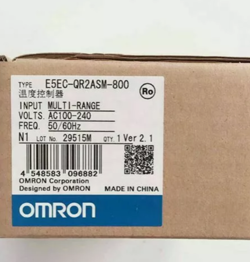 TYPE E5EC-QR2ASM-800
温度控制器
INPUT MULTI-RANGE
VOLTS. AC100-240
FREQ. 50/60Hz
N1 LOT No. 29515M QTY. 1 Ver 2.1
4 548583 096882
OMRON Corporation
Designed by OMRON
MADE IN CHINA
OMRON
Ro